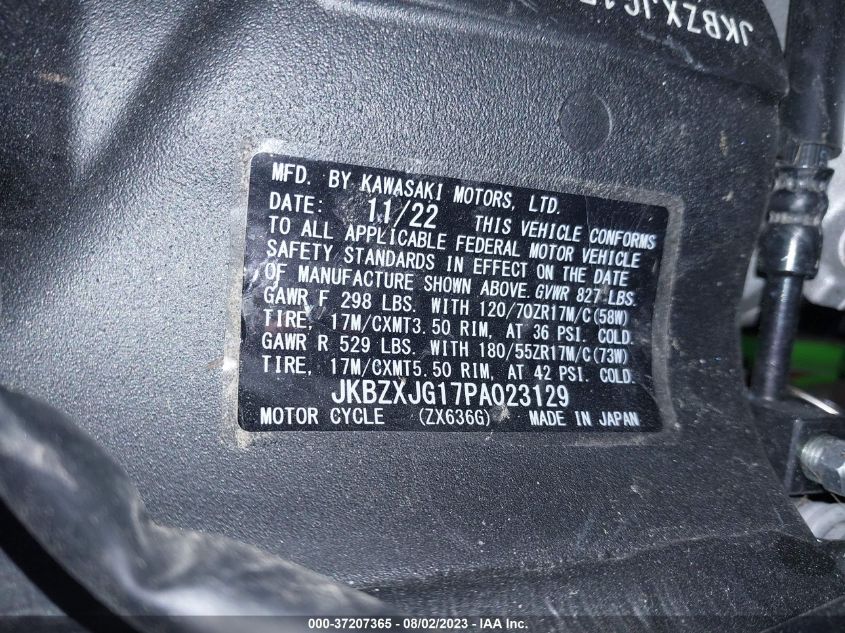 JKBZXJG17
MFD. BY KAWASAKI MOTORS, LTD.
DATE: 11/22 THIS VEHICLE CONFORMS
TO ALL APPLICABLE FEDERAL MOTOR VEHICLE
SAFETY STANDARDS IN EFFECT ON THE DATE
OF MANUFACTURE SHOWN ABOVE. GVWR 827 LBS.
GAWR F 298 LBS. WITH 120/70ZR17M/C(58W)
TIRE, 17M/CXMT3.50 RIM, AT 36 PSI. COLD.
GAWR R 529 LBS. WITH 180/55ZR17M/C(73W)
TIRE, 17M/CXMT5.50 RIM, AT 42 PSI. COLD.
JKBZXJG17PA023129
MOTOR CYCLE (ZX636G) MADE IN JAPAN
000-37207365 - 08/02/2023 - IAA Inc.